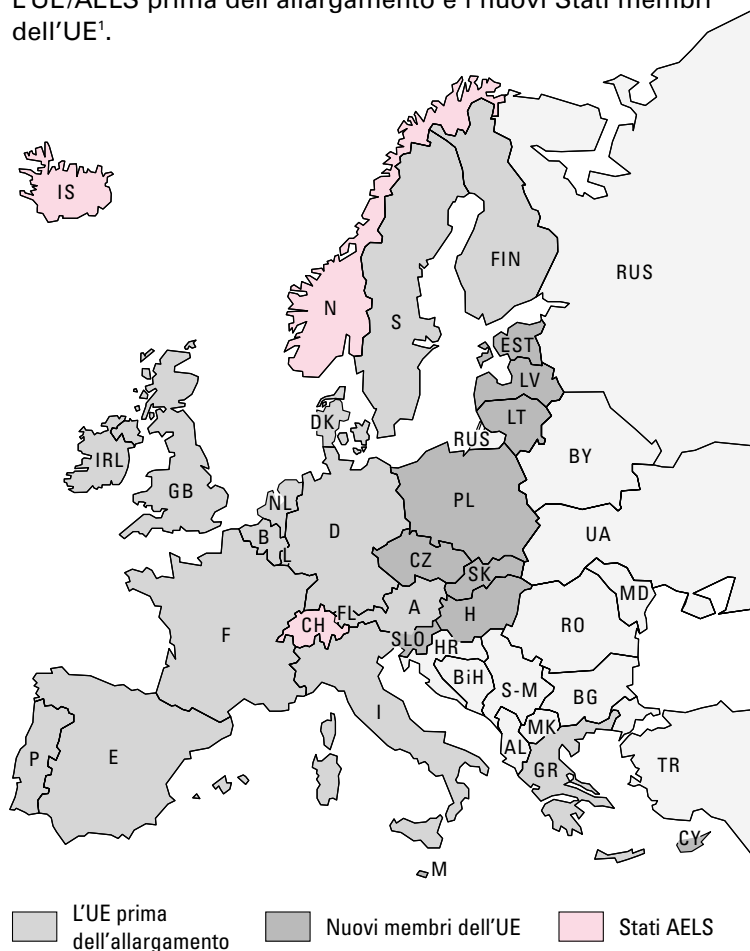 L'UE/AELS prima dell'allargamento e i nuovi Stati membri
dell'UE¹.
IS
FIN
RUS
N
S
EST
LV
DK
LT
RUS
IRL
BY
GB
NL
PL
D
B
UA
L
CZ
SK
MD
FL
A
H
CH
RO
F
SLO
HR
BiH
S-M
BG
I
MK
AL
P
E
GR
TR
CY
M
L'UE prima
dell'allargamento
Nuovi membri dell'UE
Stati AELS